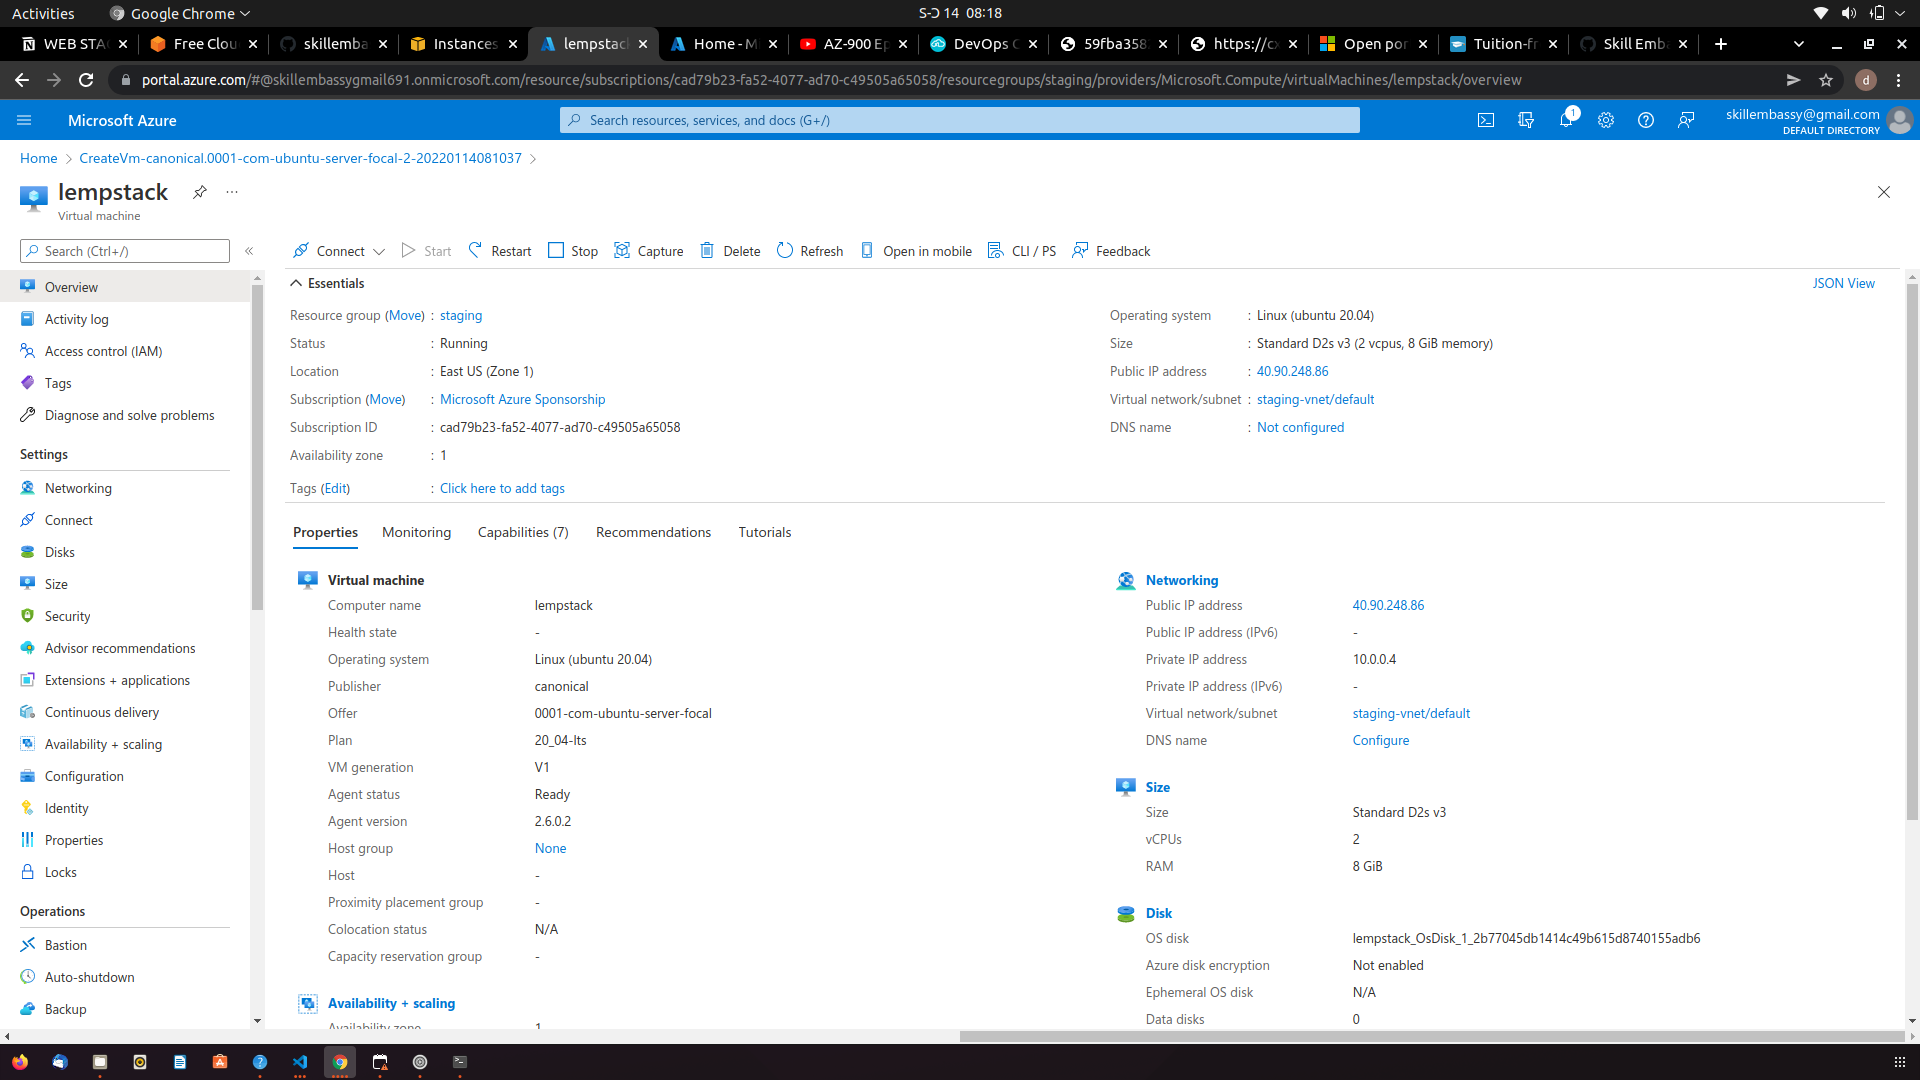 Activities
Google Chrome
S-Ɔ 14 08:18
WEB STA
Free Clou
skillemba
Instances
lempstack
Home - M
AZ-900 Ep
DevOps C
59fba358
https://cx
Open por
Tuition-fr
Skill Emba
portal.azure.com/#@skillembassygmail691.onmicrosoft.com/resource/subscriptions/cad79b23-fa52-4077-ad70-c49505a65058/resourcegroups/staging/providers/Microsoft.Compute/virtualMachines/lempstack/overview
d
Microsoft Azure
Search resources, services, and docs (G+/)
1
skillembassy@gmail.com
DEFAULT DIRECTORY
Home > CreateVm-canonical.0001-com-ubuntu-server-focal-2-20220114081037 >
lempstack
Virtual machine
Search (Ctrl+/)
Connect
Start
Restart
Stop
Capture
Delete
Refresh
Open in mobile
CLI / PS
Feedback
Overview
Activity log
Access control (IAM)
Tags
Diagnose and solve problems
Settings
Networking
Connect
Disks
Size
Security
Advisor recommendations
Extensions + applications
Continuous delivery
Availability + scaling
Configuration
Identity
Properties
Locks
Operations
Bastion
Auto-shutdown
Backup
Essentials
JSON View
Resource group (Move) : staging
Status : Running
Location : East US (Zone 1)
Subscription (Move) : Microsoft Azure Sponsorship
Subscription ID : cad79b23-fa52-4077-ad70-c49505a65058
Availability zone : 1
Tags (Edit) : Click here to add tags
Operating system : Linux (ubuntu 20.04)
Size : Standard D2s v3 (2 vcpus, 8 GiB memory)
Public IP address : 40.90.248.86
Virtual network/subnet : staging-vnet/default
DNS name : Not configured
Properties
Monitoring
Capabilities (7)
Recommendations
Tutorials
Virtual machine
Computer name lempstack
Health state -
Operating system Linux (ubuntu 20.04)
Publisher canonical
Offer 0001-com-ubuntu-server-focal
Plan 20_04-lts
VM generation V1
Agent status Ready
Agent version 2.6.0.2
Host group None
Host -
Proximity placement group -
Colocation status N/A
Capacity reservation group -
Availability + scaling
Availability zone 1
Networking
Public IP address 40.90.248.86
Public IP address (IPv6) -
Private IP address 10.0.0.4
Private IP address (IPv6) -
Virtual network/subnet staging-vnet/default
DNS name Configure
Size
Size Standard D2s v3
vCPUs 2
RAM 8 GiB
Disk
OS disk lempstack_OsDisk_1_2b77045db1414c49b615d8740155adb6
Azure disk encryption Not enabled
Ephemeral OS disk N/A
Data disks 0